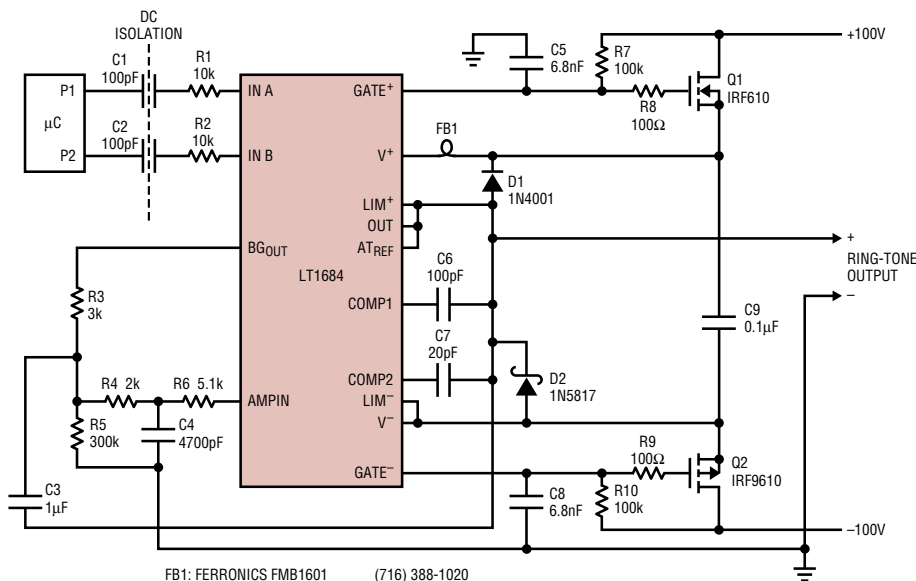 DC
ISOLATION
C1
100pF
R1
10k
P1
µC
P2
C2
100pF
R2
10k
IN A
IN B
BGOUT
LT1684
AMPIN
GATE+
V+
LIM+
OUT
ATREF
COMP1
COMP2
LIM–
V–
GATE–
C5
6.8nF
R7
100k
R8
100Ω
Q1
IRF610
+100V
FB1
D1
1N4001
C6
100pF
C7
20pF
D2
1N5817
+
RING-TONE
OUTPUT
–
C9
0.1µF
R3
3k
R4 2k
R6 5.1k
R5
300k
C4
4700pF
C3
1µF
C8
6.8nF
R9
100Ω
R10
100k
Q2
IRF9610
–100V
FB1: FERRONICS FMB1601 (716) 388-1020